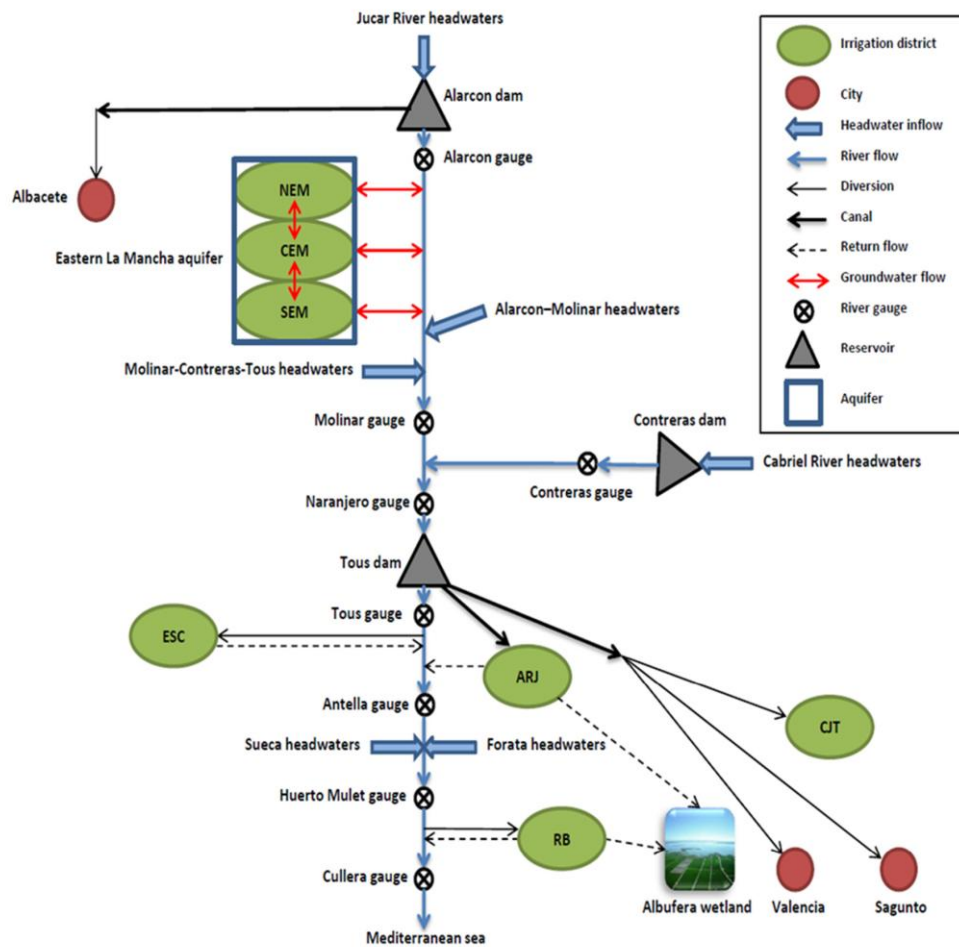 Jucar River headwaters
Alarcon dam
Alarcon gauge
Albacete
NEM
CEM
SEM
Eastern La Mancha aquifer
Alarcon–Molinar headwaters
Molinar-Contreras-Tous headwaters
Molinar gauge
Contreras dam
Cabriel River headwaters
Contreras gauge
Naranjero gauge
Tous dam
Tous gauge
ESC
ARJ
CJT
Antella gauge
Sueca headwaters
Forata headwaters
Huerto Mulet gauge
RB
Cullera gauge
Albufera wetland
Valencia
Sagunto
Mediterranean sea
Irrigation district
City
Headwater inflow
River flow
Diversion
Canal
Return flow
Groundwater flow
River gauge
Reservoir
Aquifer